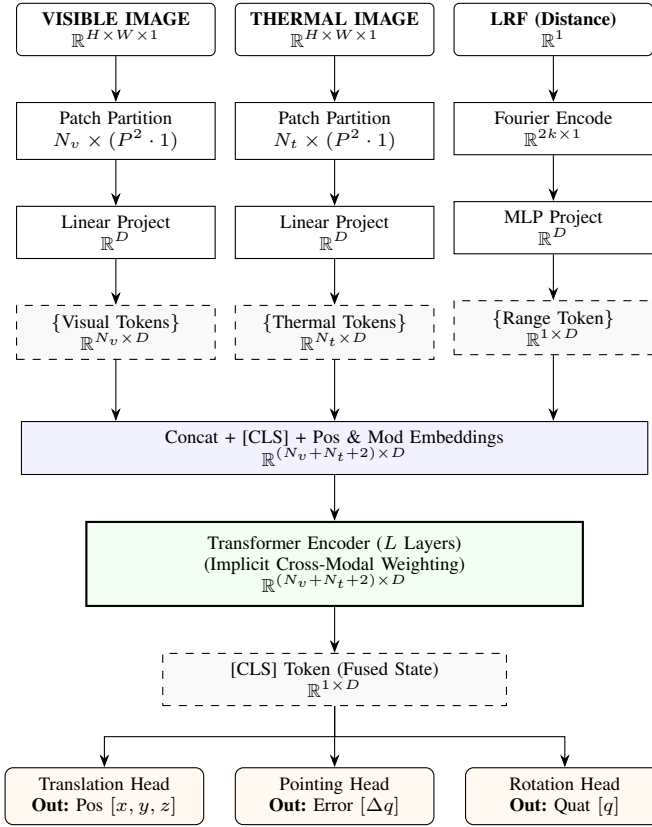 VISIBLE IMAGE
ℝ^{H×W×1}
THERMAL IMAGE
ℝ^{H×W×1}
LRF (Distance)
ℝ^1
Patch Partition
N_v × (P^2 · 1)
Patch Partition
N_t × (P^2 · 1)
Fourier Encode
ℝ^{2k×1}
Linear Project
ℝ^D
Linear Project
ℝ^D
MLP Project
ℝ^D
{Visual Tokens}
ℝ^{N_v×D}
{Thermal Tokens}
ℝ^{N_t×D}
{Range Token}
ℝ^{1×D}
Concat + [CLS] + Pos & Mod Embeddings
ℝ^{(N_v+N_t+2)×D}
Transformer Encoder (L Layers)
(Implicit Cross-Modal Weighting)
ℝ^{(N_v+N_t+2)×D}
[CLS] Token (Fused State)
ℝ^{1×D}
Translation Head
Out: Pos [x, y, z]
Pointing Head
Out: Error [Δq]
Rotation Head
Out: Quat [q]